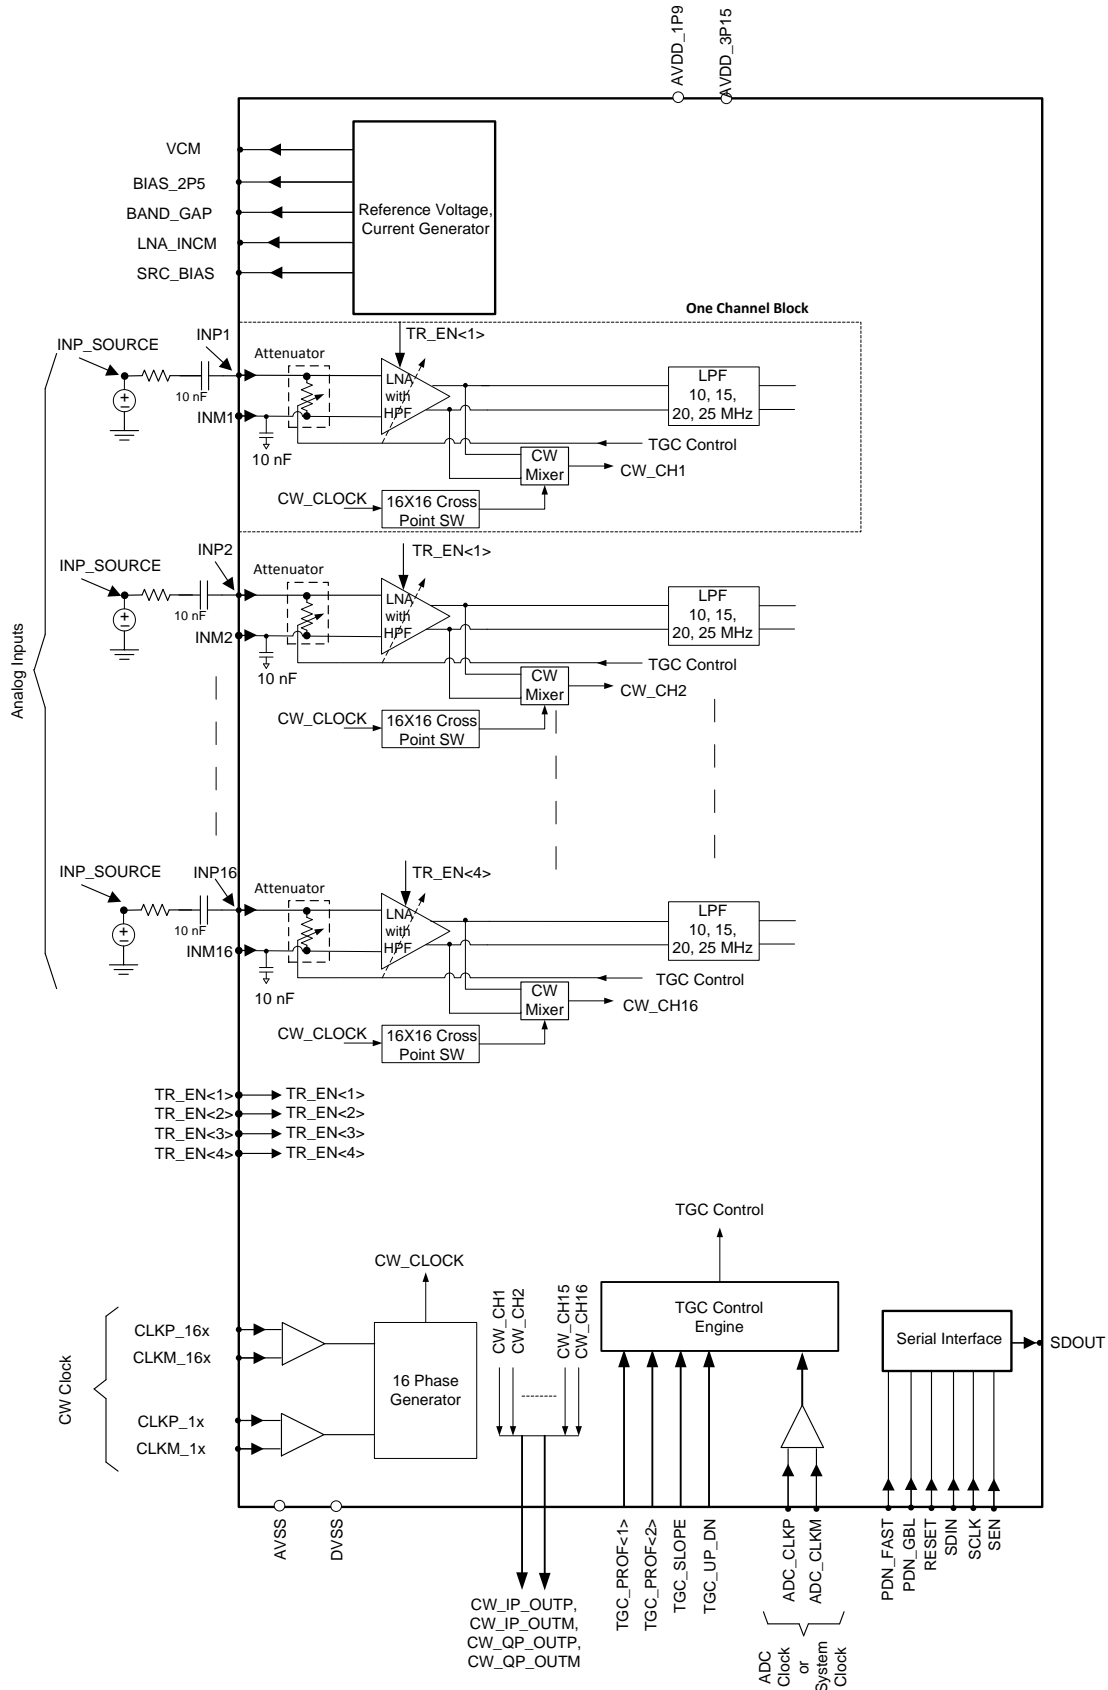 AVDD_1P9
AVDD_3P15
VCM
BIAS_2P5
BAND_GAP
LNA_INCM
SRC_BIAS
Reference Voltage,
Current Generator
One Channel Block
INP_SOURCE
INP1
10 nF
INM1
10 nF
Attenuator
TR_EN<1>
LNA
with
HPF
LPF
10, 15,
20, 25 MHz
TGC Control
CW
Mixer
CW_CH1
CW_CLOCK
16X16 Cross
Point SW
INP_SOURCE
INP2
10 nF
INM2
10 nF
Attenuator
TR_EN<1>
LNA
with
HPF
LPF
10, 15,
20, 25 MHz
TGC Control
CW
Mixer
CW_CH2
CW_CLOCK
16X16 Cross
Point SW
Analog Inputs
INP_SOURCE
INP16
10 nF
INM16
10 nF
Attenuator
TR_EN<4>
LNA
with
HPF
LPF
10, 15,
20, 25 MHz
TGC Control
CW
Mixer
CW_CH16
CW_CLOCK
16X16 Cross
Point SW
TR_EN<1>
TR_EN<1>
TR_EN<2>
TR_EN<2>
TR_EN<3>
TR_EN<3>
TR_EN<4>
TR_EN<4>
CW Clock
CLKP_16x
CLKM_16x
CLKP_1x
CLKM_1x
CW_CLOCK
16 Phase
Generator
CW_CH1
CW_CH2
CW_CH15
CW_CH16
TGC Control
TGC Control
Engine
Serial Interface
SDOUT
AVSS
DVSS
CW_IP_OUTP,
CW_IP_OUTM,
CW_QP_OUTP,
CW_QP_OUTM
TGC_PROF<1>
TGC_PROF<2>
TGC_SLOPE
TGC_UP_DN
ADC_CLKP
ADC_CLKM
ADC
Clock
or
System
Clock
PDN_FAST
PDN_GBL
RESET
SDIN
SCLK
SEN